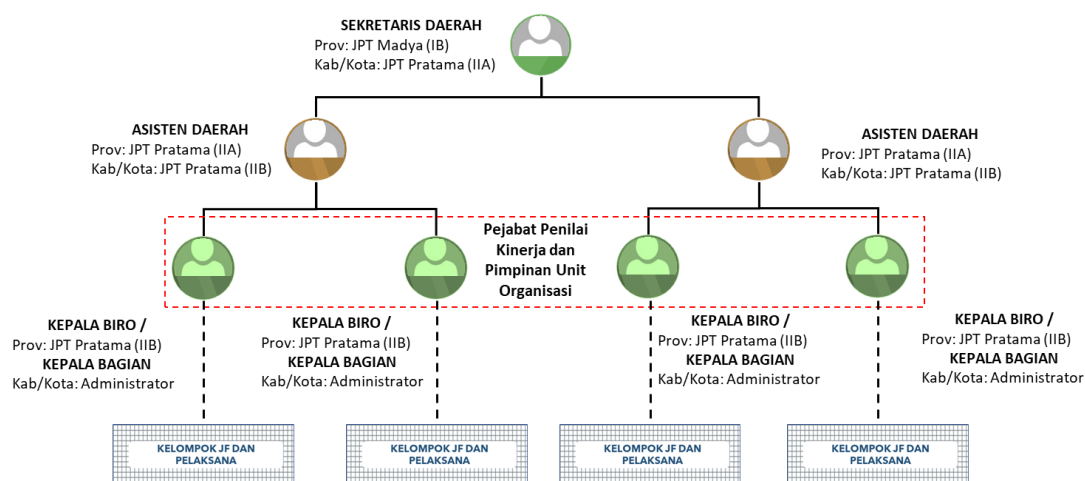 SEKRETARIS DAERAH
Prov: JPT Madya (IB)
Kab/Kota: JPT Pratama (IIA)
ASISTEN DAERAH
Prov: JPT Pratama (IIA)
Kab/Kota: JPT Pratama (IIB)
ASISTEN DAERAH
Prov: JPT Pratama (IIA)
Kab/Kota: JPT Pratama (IIB)
Pejabat Penilai
Kinerja dan
Pimpinan Unit
Organisasi
KEPALA BIRO /
Prov: JPT Pratama (IIB)
KEPALA BAGIAN
Kab/Kota: Administrator
KEPALA BIRO /
Prov: JPT Pratama (IIB)
KEPALA BAGIAN
Kab/Kota: Administrator
KEPALA BIRO /
Prov: JPT Pratama (IIB)
KEPALA BAGIAN
Kab/Kota: Administrator
KEPALA BIRO /
Prov: JPT Pratama (IIB)
KEPALA BAGIAN
Kab/Kota: Administrator
KELOMPOK JF DAN
PELAKSANA
KELOMPOK JF DAN
PELAKSANA
KELOMPOK JF DAN
PELAKSANA
KELOMPOK JF DAN
PELAKSANA